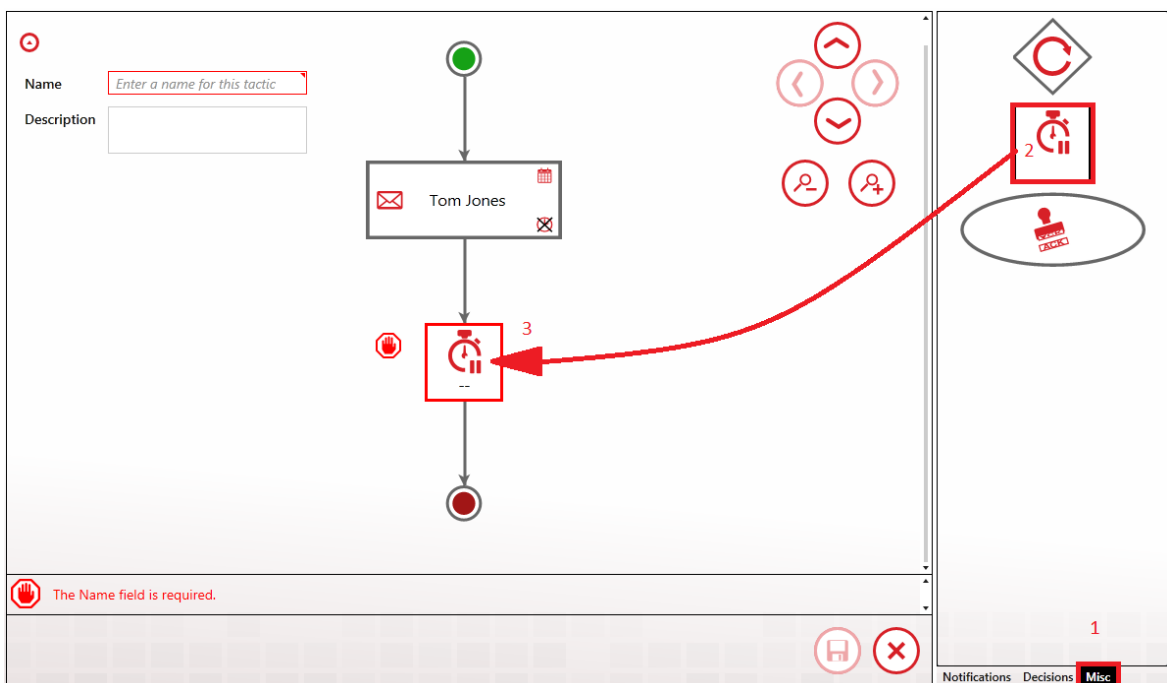 Name
Enter a name for this tactic
Description
Tom Jones
2
ACK
3
--
The Name field is required.
1
Notifications Decisions Misc